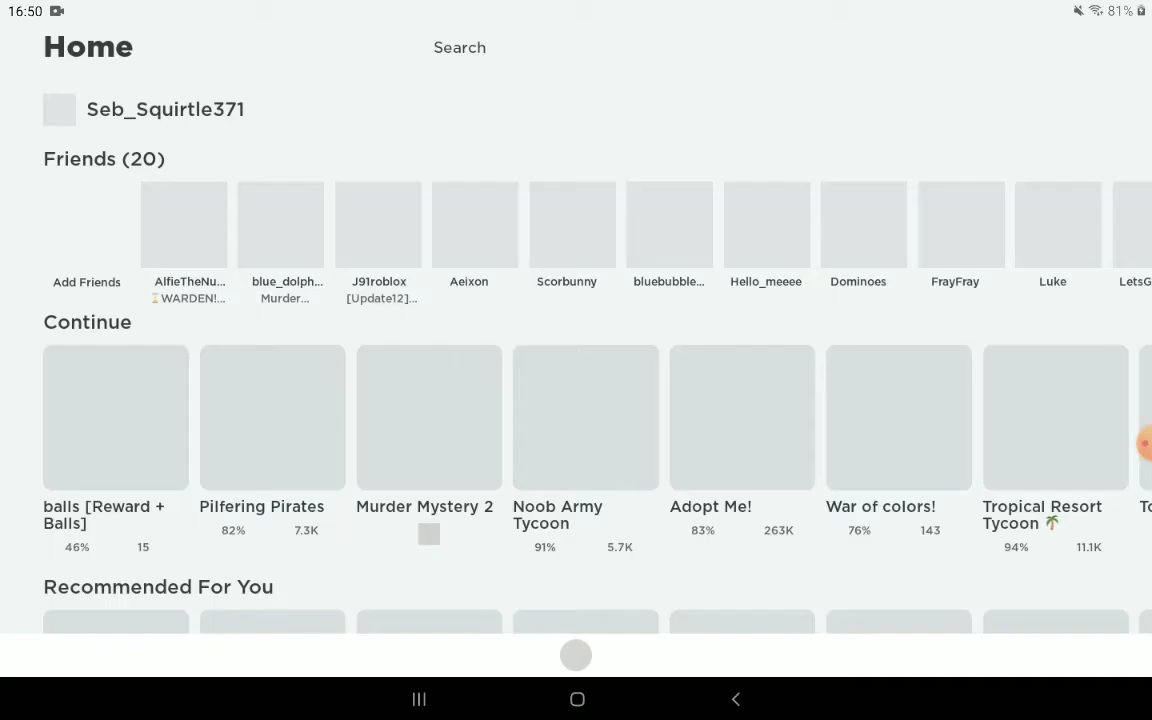 16:50
81%
Home
Search
Seb_Squirtle371
Friends (20)
Add Friends
AlfieTheNu...
blue_dolph...
J91roblox
Aeixon
Scorbunny
bluebubble...
Hello_meeee
Dominoes
FrayFray
Luke
LetsG
⌛WARDEN!...
Murder...
[Update12]...
Continue
balls [Reward +
Balls]
46% 15
Pilfering Pirates
82% 7.3K
Murder Mystery 2
Noob Army
Tycoon
91% 5.7K
Adopt Me!
83% 263K
War of colors!
76% 143
Tropical Resort
Tycoon 🌴
94% 11.1K
To
Recommended For You